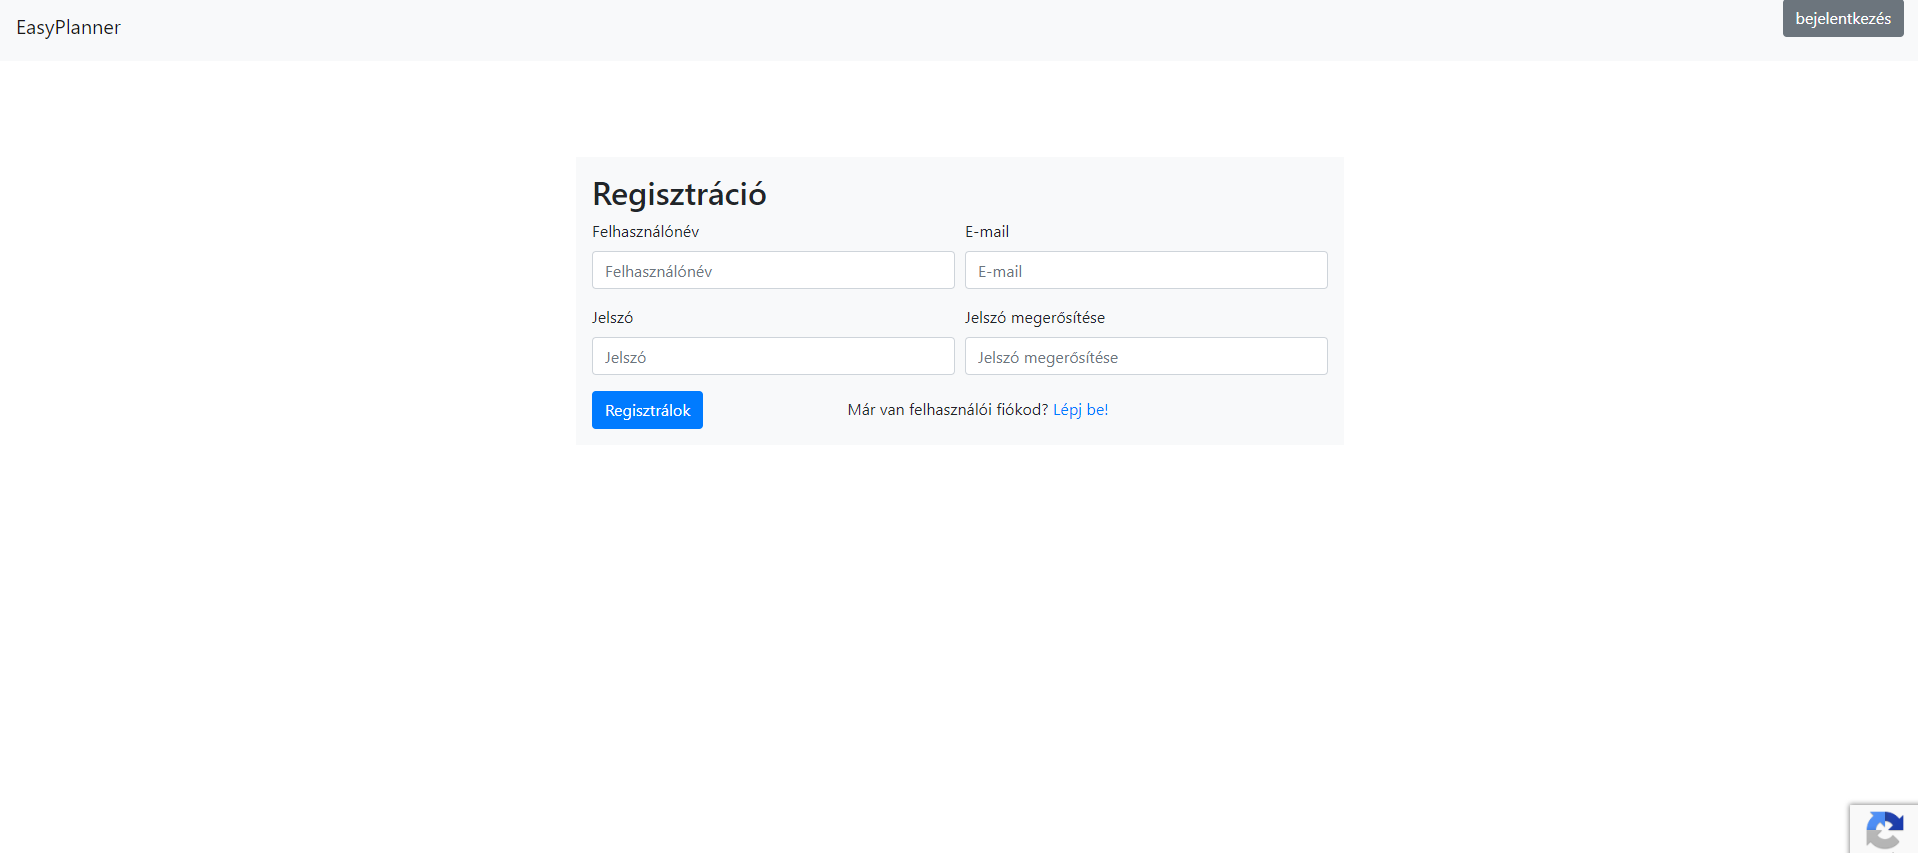 EasyPlanner
bejelentkezés
Regisztráció
Felhasználónév
E-mail
Felhasználónév
E-mail
Jelszó
Jelszó megerősítése
Jelszó
Jelszó megerősítése
Regisztrálok
Már van felhasználói fiókod? Lépj be!